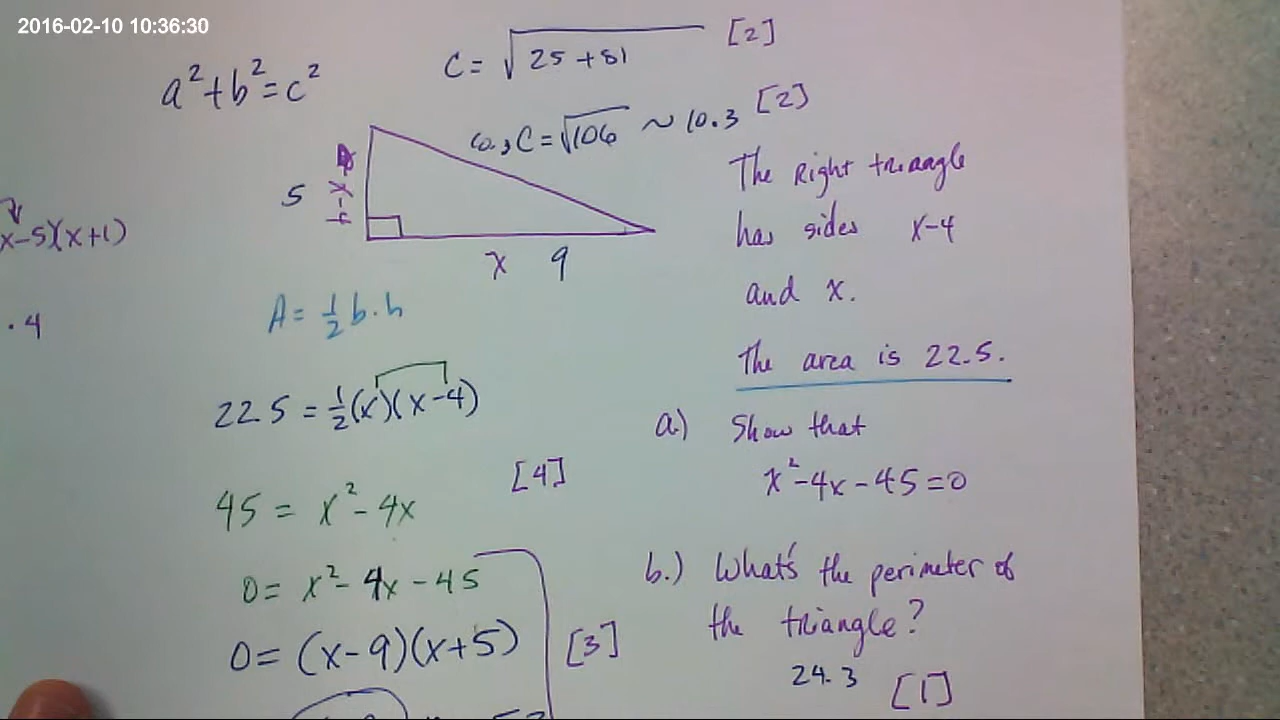 2016-02-10 10:36:30
a²+b²=c²
C = √25+81 [2]
C = √106 ~ 10.3 [2]
5 x-4
x 9
x-5)(x+1)
· 4
A = ½ b·h
22.5 = ½(x)(x-4)
[4]
45 = x² - 4x
0 = x² - 4x - 45
0 = (x-9)(x+5) [3]
The Right triangle
has sides x-4
and x.
The area is 22.5.
a.) Show that
x²-4x-45=0
b.) What's the perimeter of
the triangle?
24.3 [1]